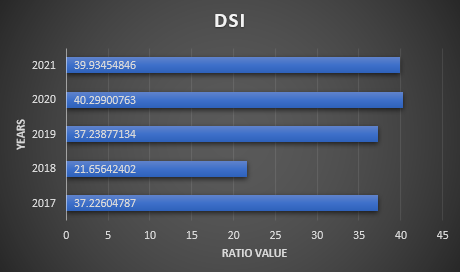 DSI
2021 39.93454846
2020 40.29900763
2019 37.23877134
2018 21.65642402
2017 37.22604787
YEARS
0 5 10 15 20 25 30 35 40 45
RATIO VALUE